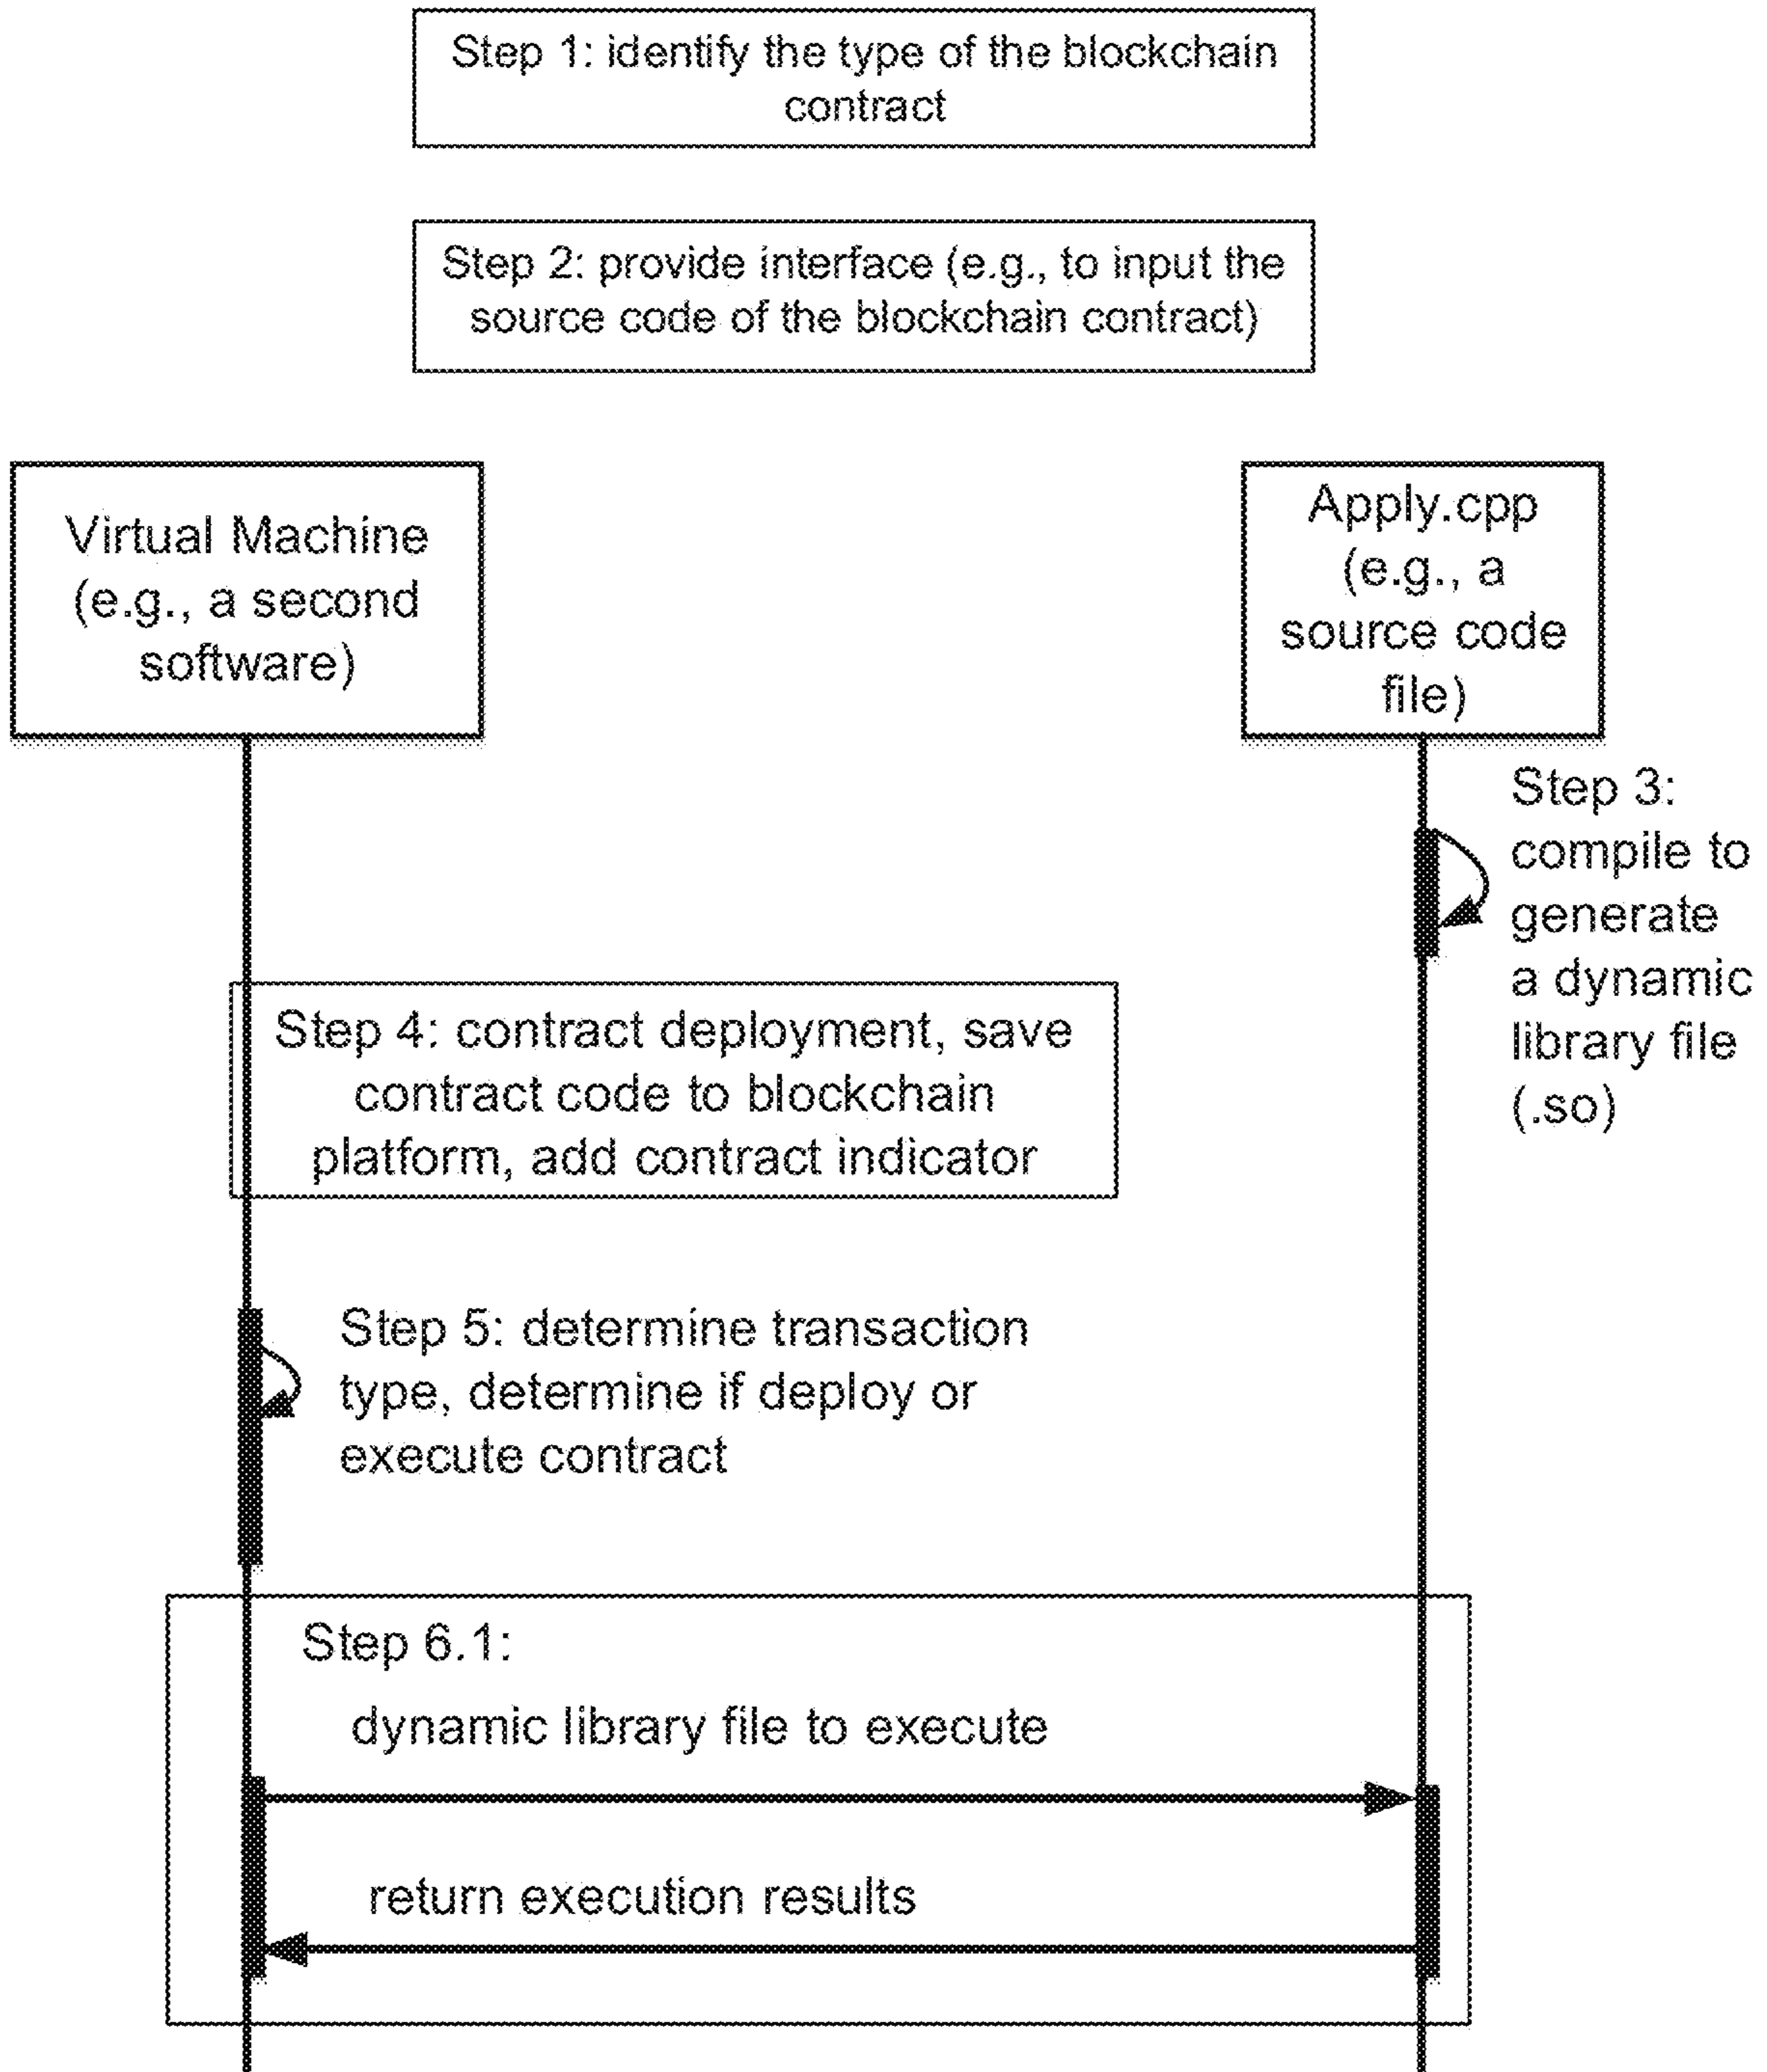 Step 1: identify the type of the blockchain
contract
Step 2: provide interface (e.g., to input the
source code of the blockchain contract)
Virtual Machine
(e.g., a second
software)
Apply.cpp
(e.g., a
source code
file)
Step 3:
compile to
generate
a dynamic
library file
(.so)
Step 4: contract deployment, save
contract code to blockchain
platform, add contract indicator
Step 5: determine transaction
type, determine if deploy or
execute contract
Step 6.1:
dynamic library file to execute
return execution results